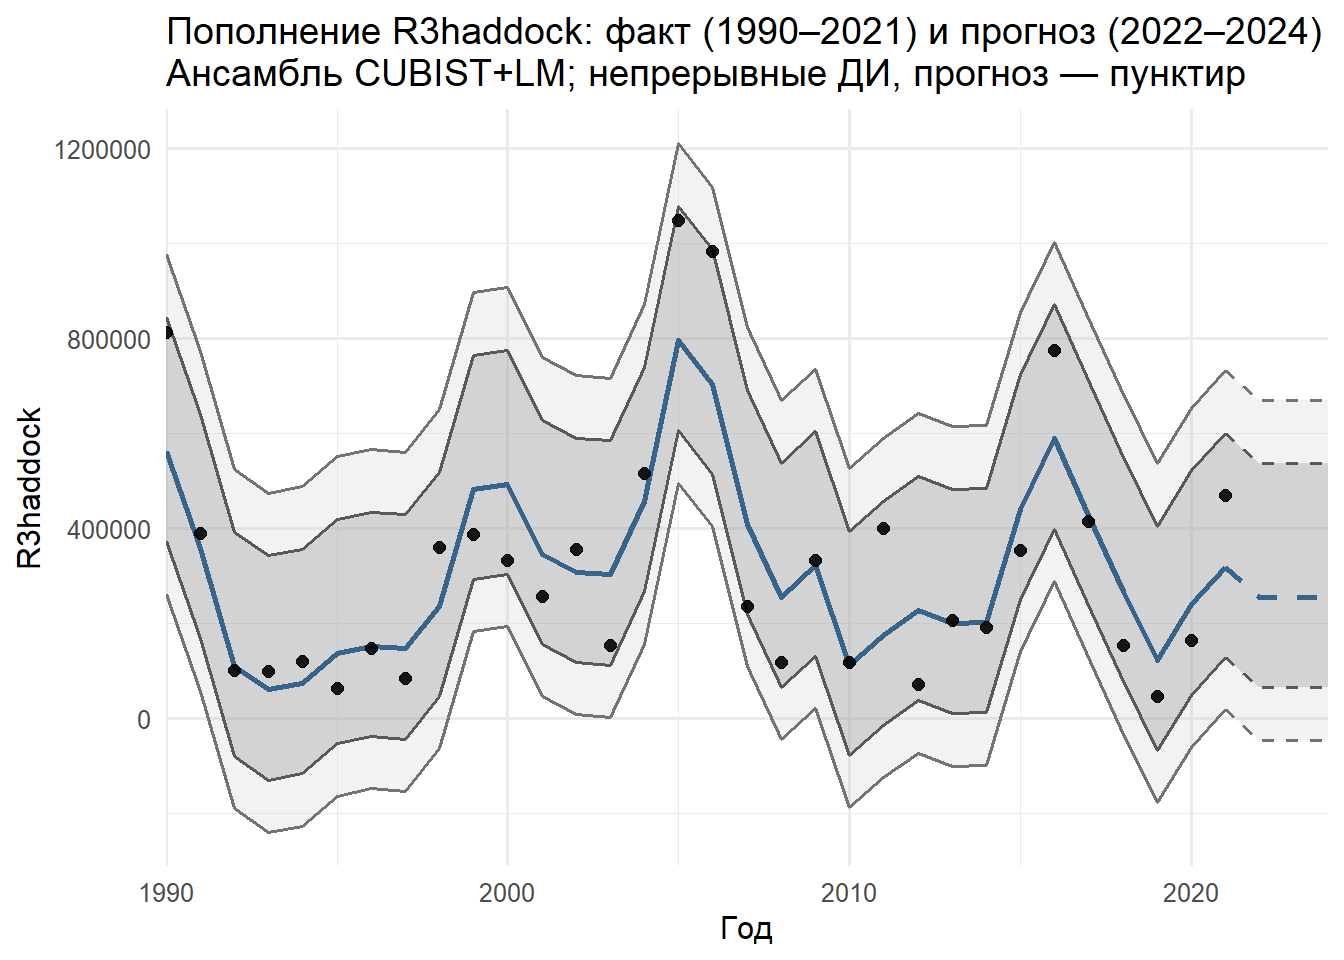 Пополнение R3haddock: факт (1990–2021) и прогноз (2022–2024)
Ансамбль CUBIST+LM; непрерывные ДИ, прогноз — пунктир
1200000
800000
400000
0
R3haddock
1990
2000
2010
2020
Год